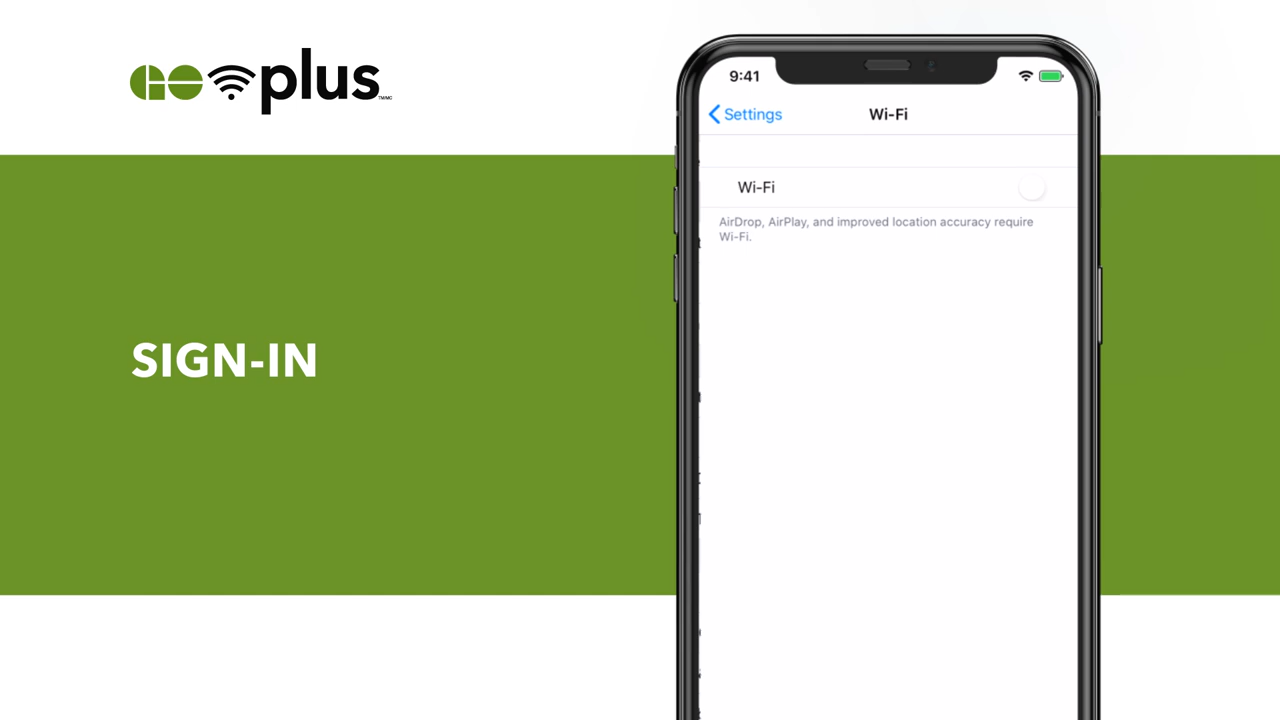 GO plus
TM/MC
SIGN-IN
9:41
Settings
Wi-Fi
Wi-Fi
AirDrop, AirPlay, and improved location accuracy require
Wi-Fi.